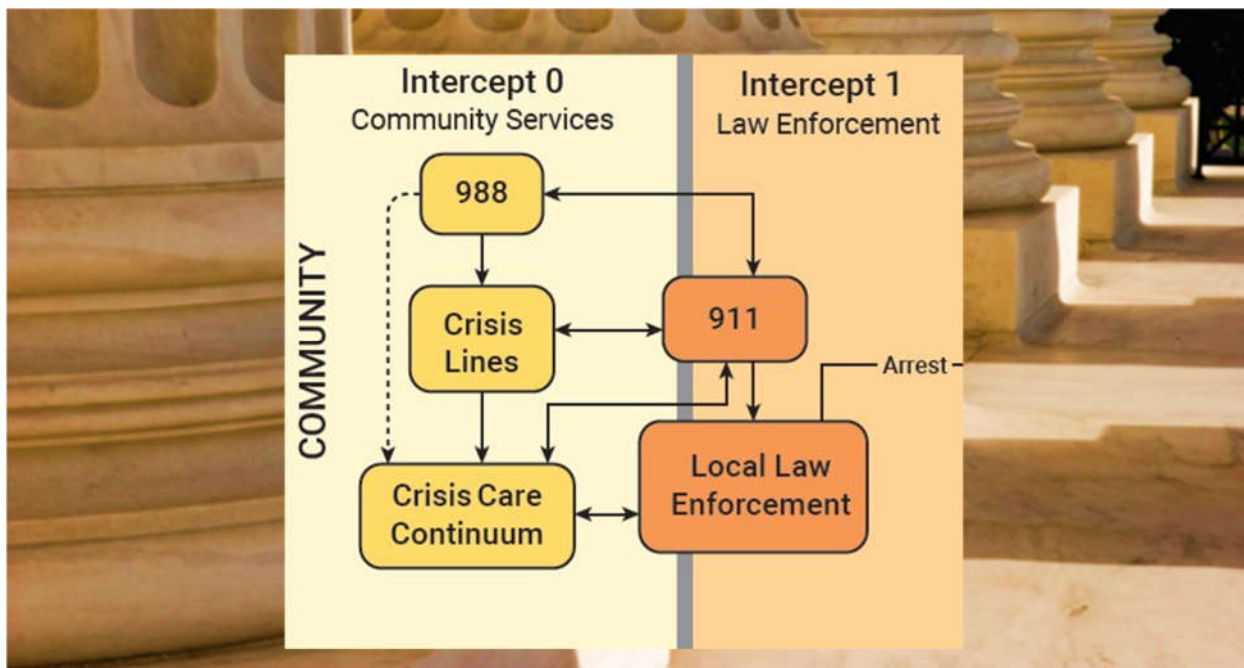 Intercept 0
Community Services
Intercept 1
Law Enforcement
COMMUNITY
988
Crisis
Lines
911
Arrest
Crisis Care
Continuum
Local Law
Enforcement